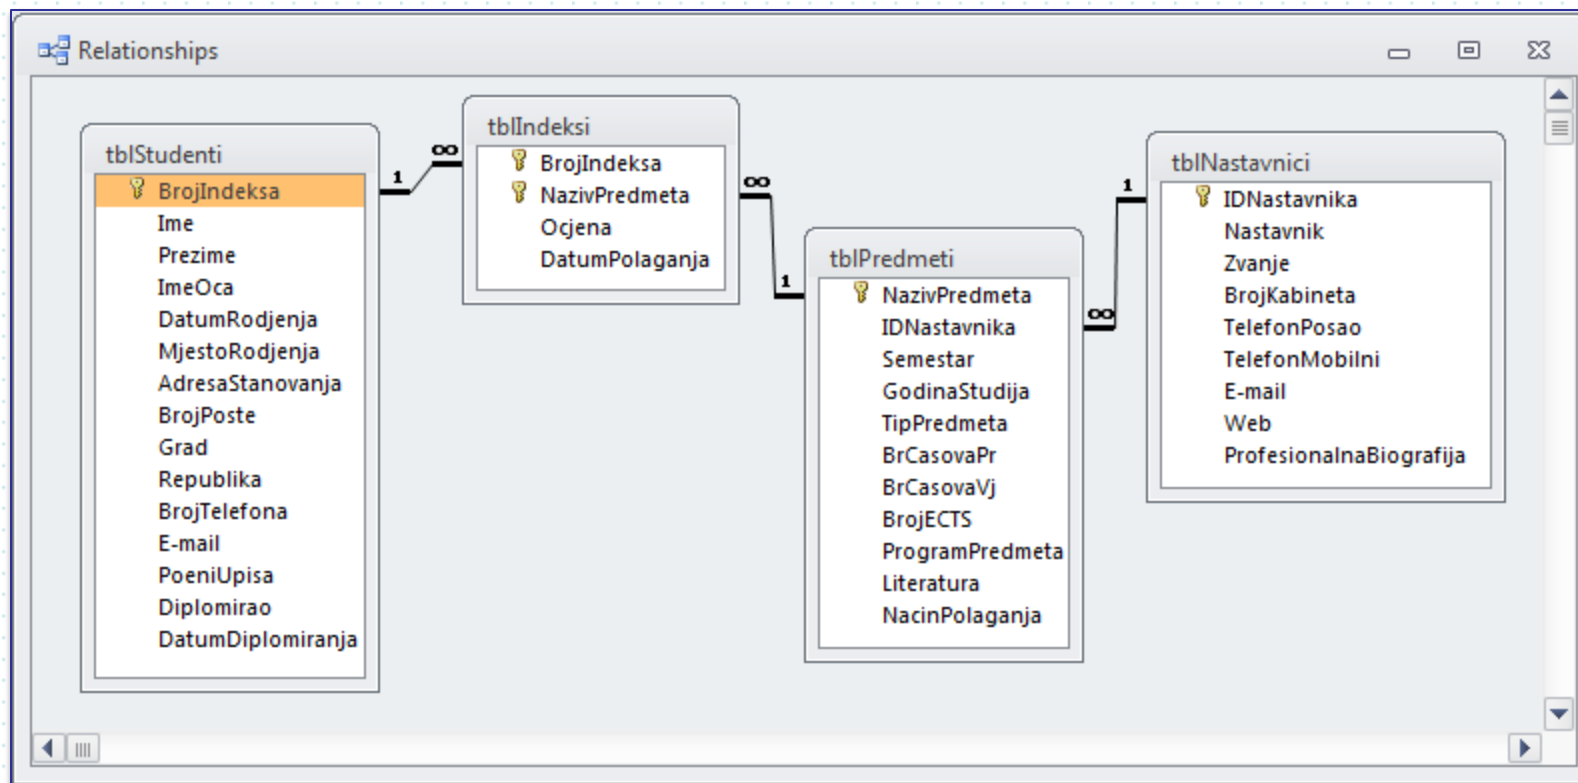 Relationships
tblStudenti
BrojIndeksa
Ime
Prezime
ImeOca
DatumRodjenja
MjestoRodjenja
AdresaStanovanja
BrojPoste
Grad
Republika
BrojTelefona
E-mail
PoeniUpisa
Diplomirao
DatumDiplomiranja
1
∞
tblIndeksi
BrojIndeksa
NazivPredmeta
Ocjena
DatumPolaganja
∞
1
tblPredmeti
NazivPredmeta
IDNastavnika
Semestar
GodinaStudija
TipPredmeta
BrCasovaPr
BrCasovaVj
BrojECTS
ProgramPredmeta
Literatura
NacinPolaganja
∞
1
tblNastavnici
IDNastavnika
Nastavnik
Zvanje
BrojKabineta
TelefonPosao
TelefonMobilni
E-mail
Web
ProfesionalnaBiografija